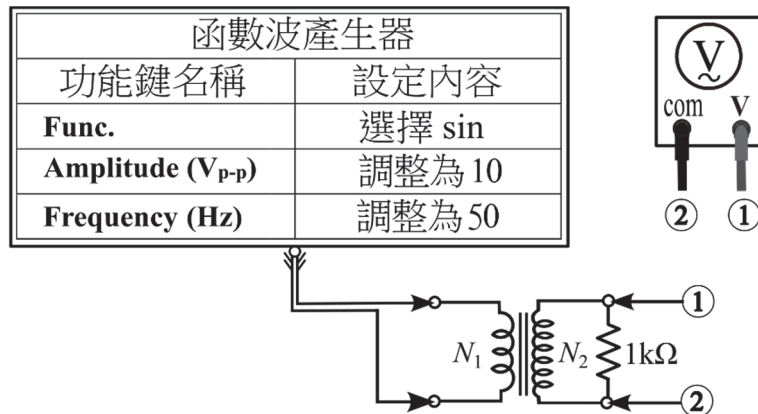 函數波產生器
功能鍵名稱 設定內容
Func. 選擇 sin
Amplitude (Vp-p) 調整為 10
Frequency (Hz) 調整為 50
V
~
com V
② ①
N1 N2 1kΩ
①
②